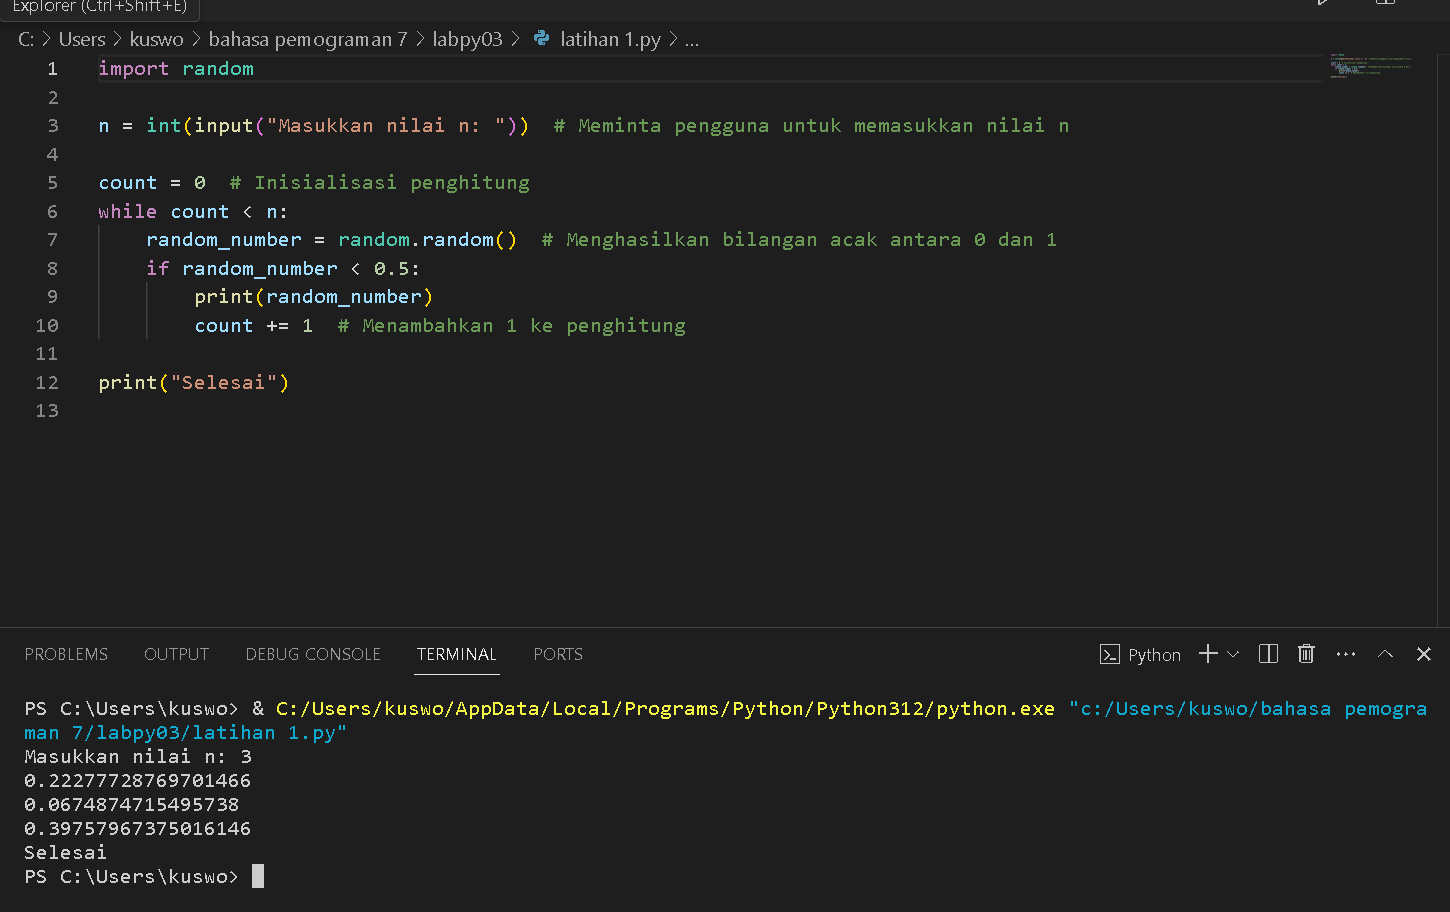 Explorer (Ctrl+Shift+E)
C: > Users > kuswo > bahasa pemograman 7 > labpy03 > latihan 1.py > ...
1 import random
2
3 n = int(input("Masukkan nilai n: ")) # Meminta pengguna untuk memasukkan nilai n
4
5 count = 0 # Inisialisasi penghitung
6 while count < n:
7 random_number = random.random() # Menghasilkan bilangan acak antara 0 dan 1
8 if random_number < 0.5:
9 print(random_number)
10 count += 1 # Menambahkan 1 ke penghitung
11
12 print("Selesai")
13
PROBLEMS OUTPUT DEBUG CONSOLE TERMINAL PORTS Python
PS C:\Users\kuswo> & C:/Users/kuswo/AppData/Local/Programs/Python/Python312/python.exe "c:/Users/kuswo/bahasa pemogra
man 7/labpy03/latihan 1.py"
Masukkan nilai n: 3
0.22277728769701466
0.0674874715495738
0.39757967375016146
Selesai
PS C:\Users\kuswo>